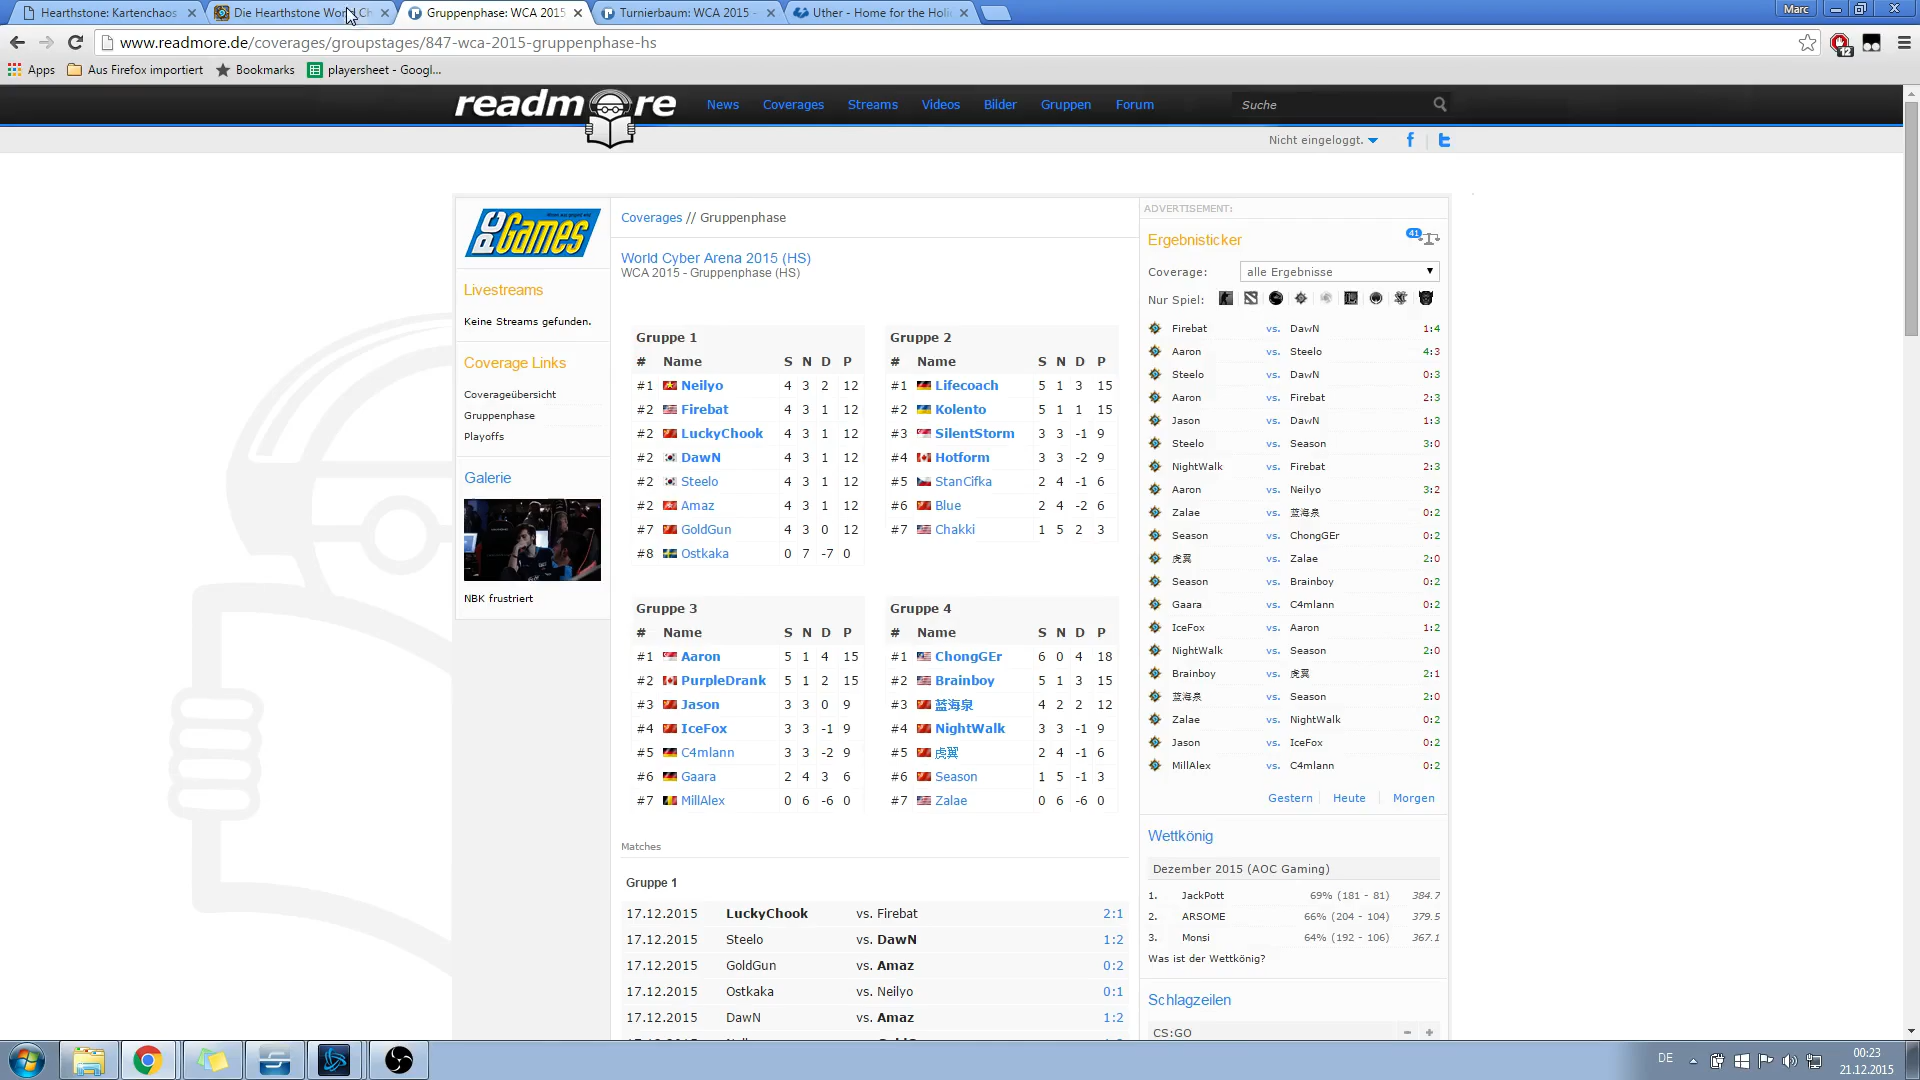 Hearthstone: Kartenchaos
Die Hearthstone World Ch
Gruppenphase: WCA 2015
Turnierbaum: WCA 2015 -
Uther - Home for the Holi
Marc
www.readmore.de/coverages/groupstages/847-wca-2015-gruppenphase-hs
12
Apps
Aus Firefox importiert
Bookmarks
playersheet - Googl...
readmore
News
Coverages
Streams
Videos
Bilder
Gruppen
Forum
Suche
Nicht eingeloggt.
PC Games
Livestreams
Keine Streams gefunden.
Coverage Links
Coverageübersicht
Gruppenphase
Playoffs
Galerie
NBK frustriert
Coverages // Gruppenphase
World Cyber Arena 2015 (HS)
WCA 2015 - Gruppenphase (HS)
Gruppe 1
# Name S N D P
#1 Neilyo 4 3 2 12
#2 Firebat 4 3 1 12
#2 LuckyChook 4 3 1 12
#2 DawN 4 3 1 12
#2 Steelo 4 3 1 12
#2 Amaz 4 3 1 12
#7 GoldGun 4 3 0 12
#8 Ostkaka 0 7 -7 0
Gruppe 2
# Name S N D P
#1 Lifecoach 5 1 3 15
#2 Kolento 5 1 1 15
#3 SilentStorm 3 3 -1 9
#4 Hotform 3 3 -2 9
#5 StanCifka 2 4 -1 6
#6 Blue 2 4 -2 6
#7 Chakki 1 5 2 3
Gruppe 3
# Name S N D P
#1 Aaron 5 1 4 15
#2 PurpleDrank 5 1 2 15
#3 Jason 3 3 0 9
#4 IceFox 3 3 -1 9
#5 C4mlann 3 3 -2 9
#6 Gaara 2 4 3 6
#7 MillAlex 0 6 -6 0
Gruppe 4
# Name S N D P
#1 ChongGEr 6 0 4 18
#2 Brainboy 5 1 3 15
#3 蓝海泉 4 2 2 12
#4 NightWalk 3 3 -1 9
#5 虎翼 2 4 -1 6
#6 Season 1 5 -1 3
#7 Zalae 0 6 -6 0
Matches
Gruppe 1
17.12.2015 LuckyChook vs. Firebat 2:1
17.12.2015 Steelo vs. DawN 1:2
17.12.2015 GoldGun vs. Amaz 0:2
17.12.2015 Ostkaka vs. Neilyo 0:1
17.12.2015 DawN vs. Amaz 1:2
ADVERTISEMENT:
Ergebnisticker
41
Coverage: alle Ergebnisse
Nur Spiel:
Firebat vs. DawN 1:4
Aaron vs. Steelo 4:3
Steelo vs. DawN 0:3
Aaron vs. Firebat 2:3
Jason vs. DawN 1:3
Steelo vs. Season 3:0
NightWalk vs. Firebat 2:3
Aaron vs. Neilyo 3:2
Zalae vs. 蓝海泉 0:2
Season vs. ChongGEr 0:2
虎翼 vs. Zalae 2:0
Season vs. Brainboy 0:2
Gaara vs. C4mlann 0:2
IceFox vs. Aaron 1:2
NightWalk vs. Season 2:0
Brainboy vs. 虎翼 2:1
蓝海泉 vs. Season 2:0
Zalae vs. NightWalk 0:2
Jason vs. IceFox 0:2
MillAlex vs. C4mlann 0:2
Gestern
Heute
Morgen
Wettkönig
Dezember 2015 (AOC Gaming)
1. JackPott 69% (181 - 81) 384.7
2. ARSOME 66% (204 - 104) 379.5
3. Monsi 64% (192 - 106) 367.1
Was ist der Wettkönig?
Schlagzeilen
CS:GO
DE
00:23
21.12.2015